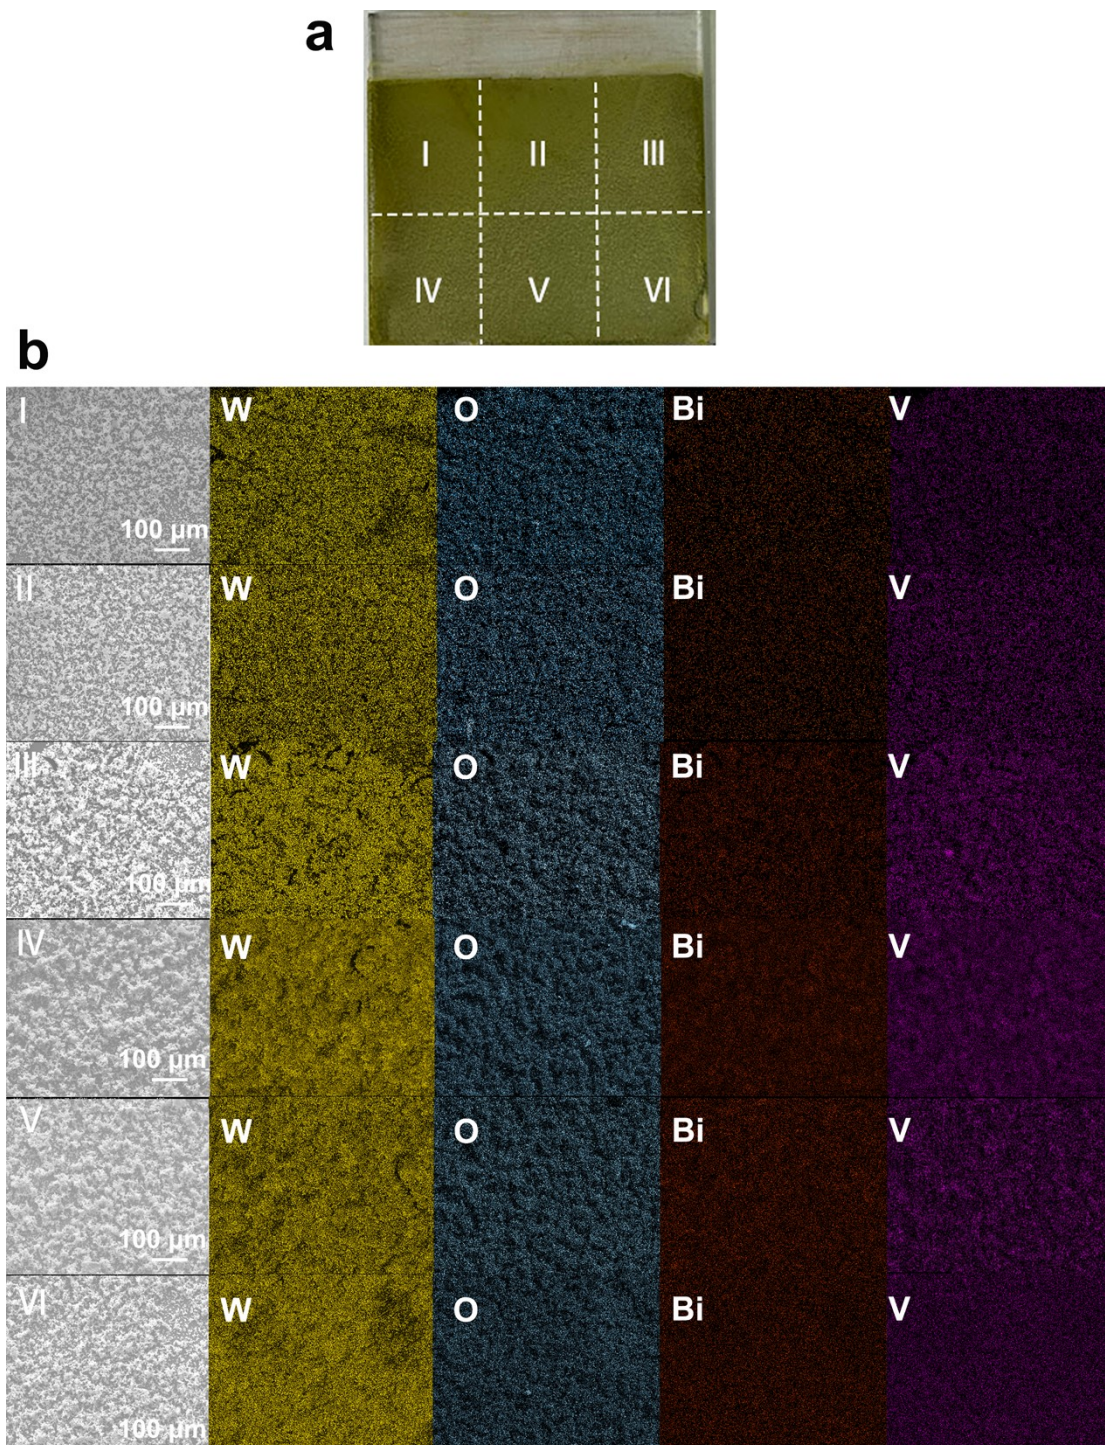 a
I II III
IV V VI
b
I W O Bi V
100 µm
II W O Bi V
100 µm
III W O Bi V
100 µm
IV W O Bi V
100 µm
V W O Bi V
100 µm
VI W O Bi V
100 µm